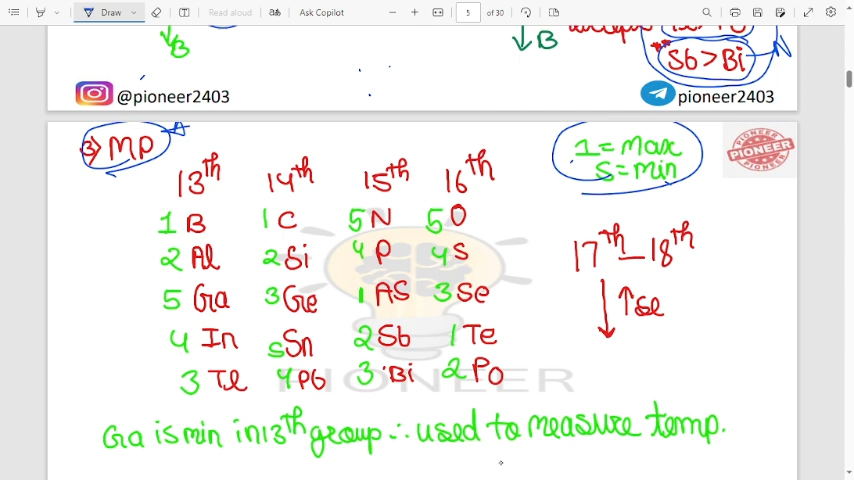 Draw
Read aloud
Ask Copilot
5 of 30
B
B
Sb > Bi
N
@pioneer2403
pioneer2403
3> MP
A
1 = Max
5 = Min
PIONEER
PIONEER
PIONEER
13th 14th 15th 16th
1 B 1 C 5 N 5 O
2 Al 2 Si 4 P 4 S
5 Ga 3 Ge 1 AS 3 Se
4 In 5 Sn 2 Sb 1 Te
3 Tl 4 Pb 3 Bi 2 Po
17th - 18th
↓ ↑se
PIONEER
Ga is min in 13th group ∴ used to measure temp.